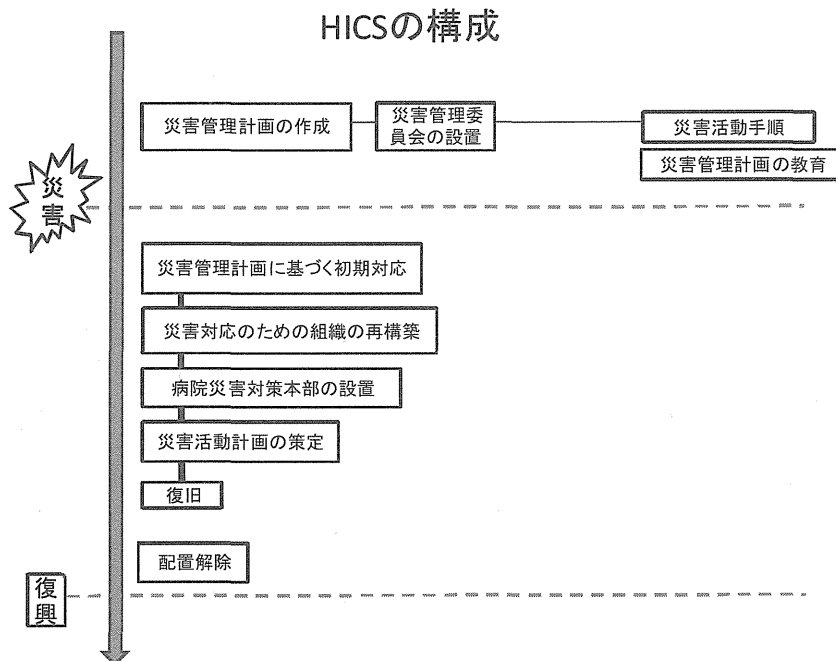 HICSの構成
災害管理計画の作成
災害管理委
員会の設置
災害活動手順
災害管理計画の教育
災害
災害管理計画に基づく初期対応
災害対応のための組織の再構築
病院災害対策本部の設置
災害活動計画の策定
復旧
配置解除
復興